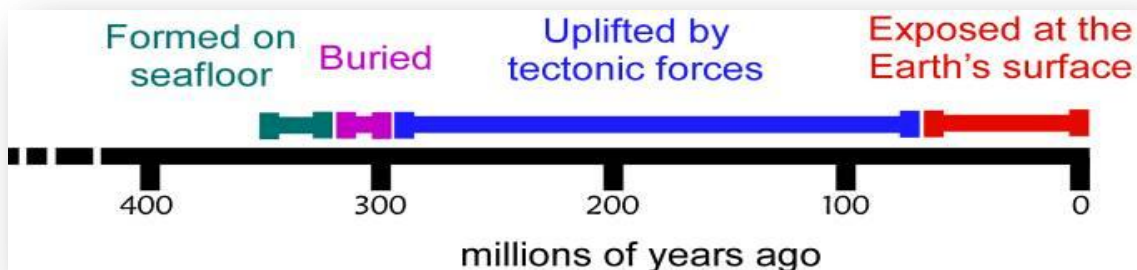 Formed on
seafloor
Buried
Uplifted by
tectonic forces
Exposed at the
Earth's surface
400 300 200 100 0
millions of years ago